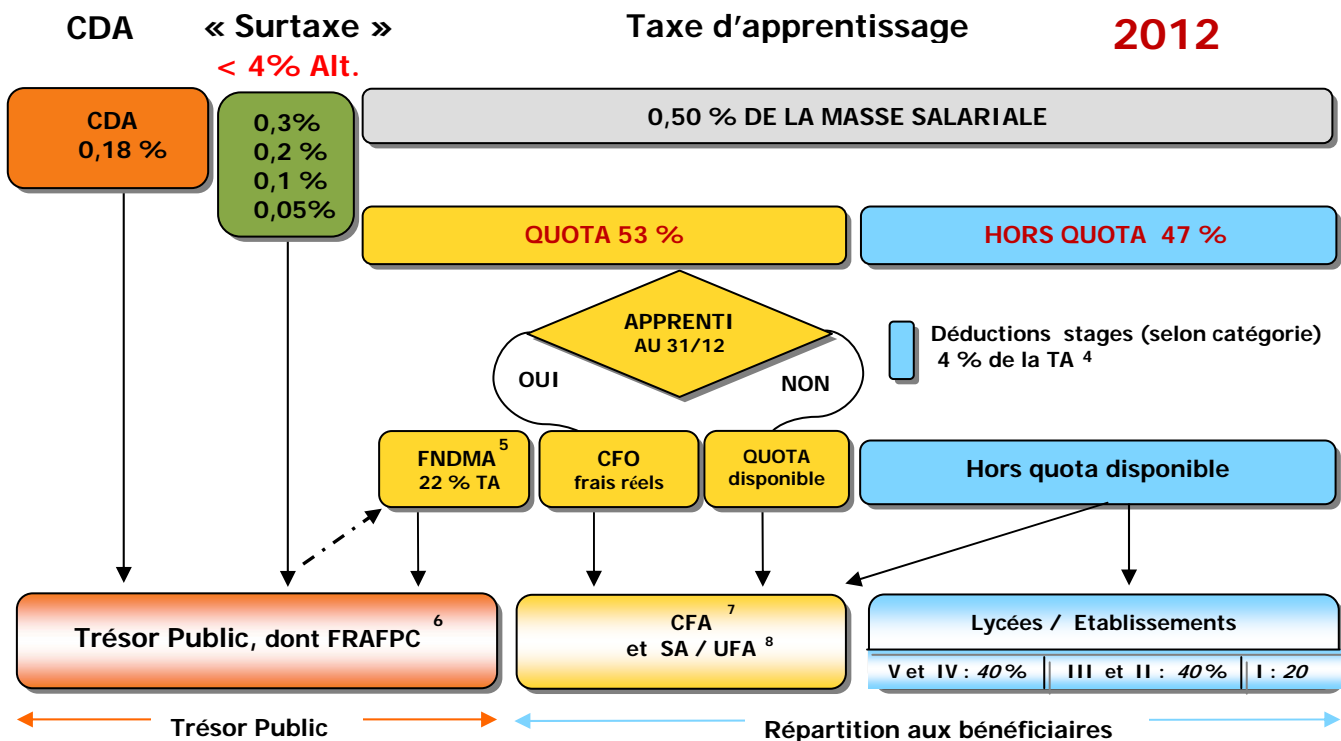 CDA
« Surtaxe »
< 4% Alt.
Taxe d'apprentissage
2012
CDA
0,18 %
0,3%
0,2 %
0,1 %
0,05%
0,50 % DE LA MASSE SALARIALE
QUOTA 53 %
HORS QUOTA 47 %
APPRENTI
AU 31/12
OUI
NON
Déductions stages (selon catégorie)
4 % de la TA 4
FNDMA 5
22 % TA
CFO
frais réels
QUOTA
disponible
Hors quota disponible
Trésor Public, dont FRAFPC 6
CFA 7
et SA / UFA 8
Lycées / Etablissements
V et IV : 40% III et II : 40% I : 20
Trésor Public
Répartition aux bénéficiaires